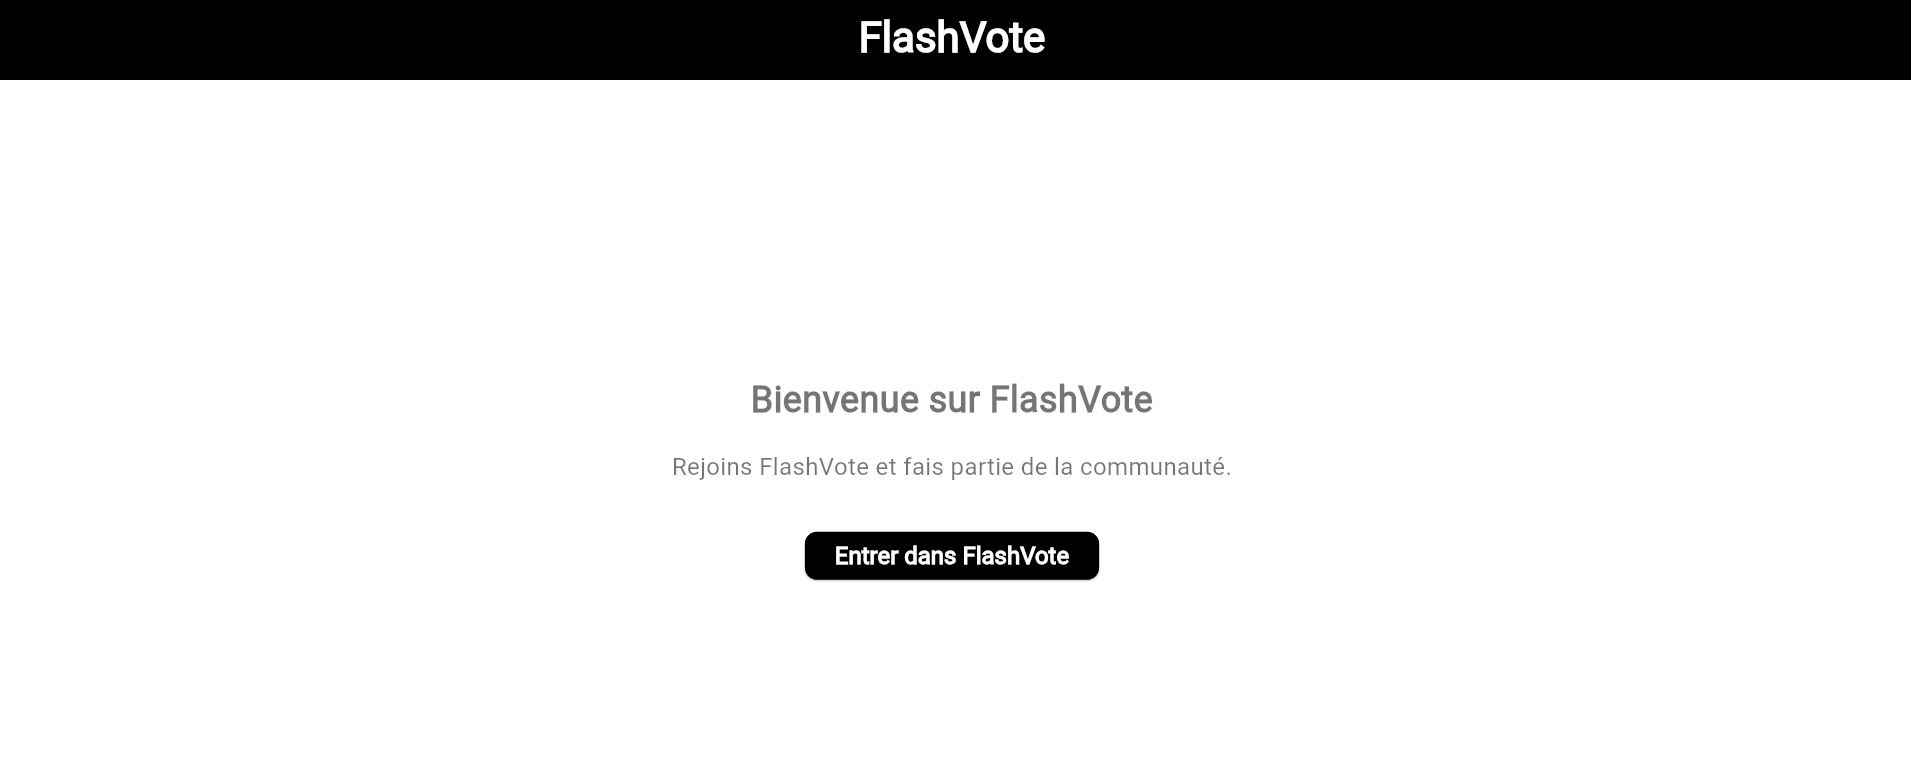 FlashVote
Bienvenue sur FlashVote
Rejoins FlashVote et fais partie de la communauté.
Entrer dans FlashVote